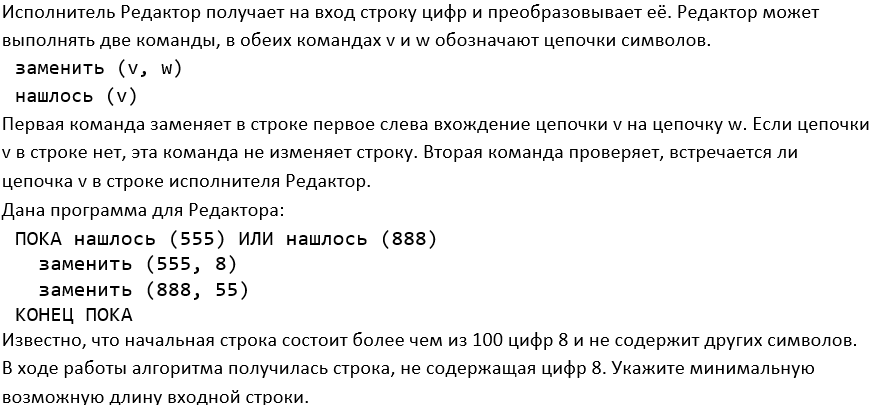 Исполнитель Редактор получает на вход строку цифр и преобразовывает её. Редактор может
выполнять две команды, в обеих командах v и w обозначают цепочки символов.
заменить (v, w)
нашлось (v)
Первая команда заменяет в строке первое слева вхождение цепочки v на цепочку w. Если цепочки
v в строке нет, эта команда не изменяет строку. Вторая команда проверяет, встречается ли
цепочка v в строке исполнителя Редактор.
Дана программа для Редактора:
ПОКА нашлось (555) ИЛИ нашлось (888)
заменить (555, 8)
заменить (888, 55)
КОНЕЦ ПОКА
Известно, что начальная строка состоит более чем из 100 цифр 8 и не содержит других символов.
В ходе работы алгоритма получилась строка, не содержащая цифр 8. Укажите минимальную
возможную длину входной строки.